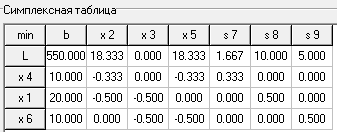 Симплексная таблица
min b x 2 x 3 x 5 s 7 s 8 s 9
L 550.000 18.333 0.000 18.333 1.667 10.000 5.000
x 4 10.000 -0.333 0.000 -0.333 0.333 0.000 0.000
x 1 20.000 -0.500 -0.500 0.000 0.000 0.500 0.000
x 6 10.000 0.000 -0.500 -0.500 0.000 0.000 0.500